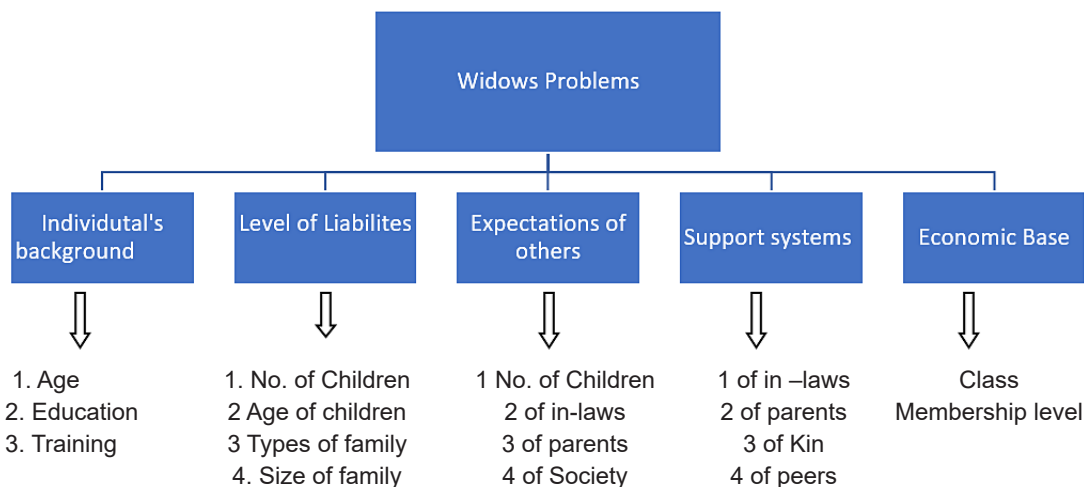 Widows Problems
Individutal's
background
Level of Liabilites
Expectations of
others
Support systems
Economic Base
1. Age
2. Education
3. Training
1. No. of Children
2 Age of children
3 Types of family
4. Size of family
1 No. of Children
2 of in-laws
3 of parents
4 of Society
1 of in –laws
2 of parents
3 of Kin
4 of peers
Class
Membership level